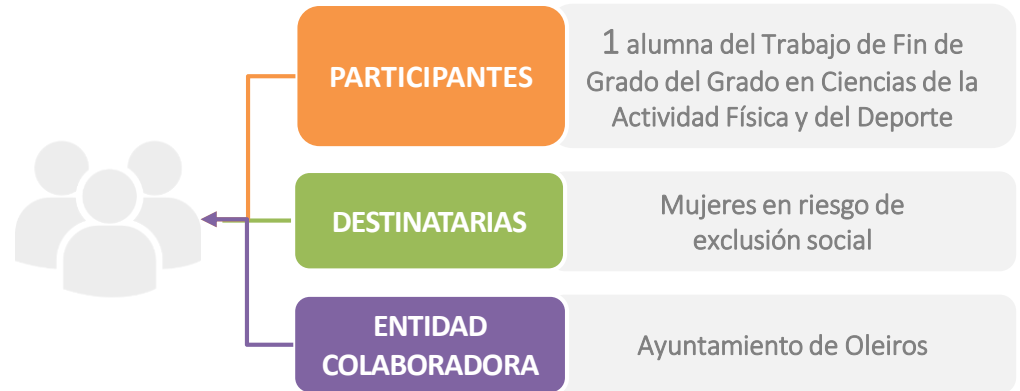 PARTICIPANTES
1 alumna del Trabajo de Fin de
Grado del Grado en Ciencias de la
Actividad Física y del Deporte
DESTINATARIAS
Mujeres en riesgo de
exclusión social
ENTIDAD
COLABORADORA
Ayuntamiento de Oleiros